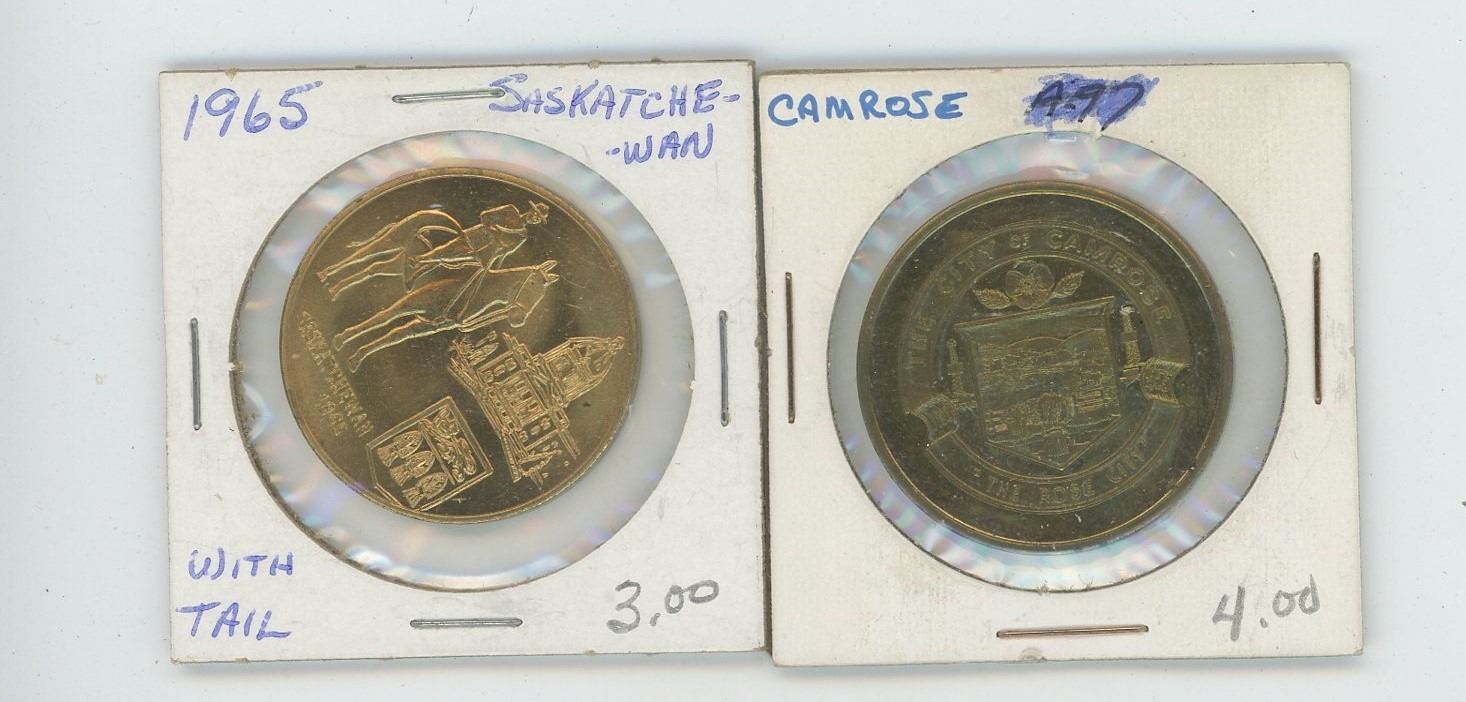 1965
SASKATCHE-
-WAN
SASKATCHEWAN
1965
WITH
TAIL
3.00
CAMROSE A.97
THE CITY OF CAMROSE
THE ROSE CITY
4.00